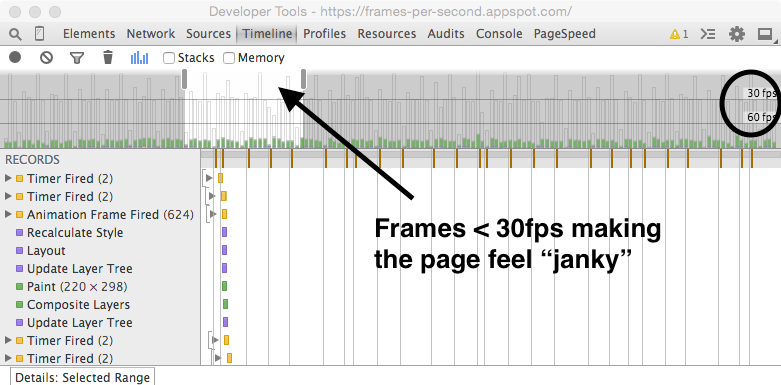 Developer Tools - https://frames-per-second.appspot.com/
Elements Network Sources Timeline Profiles Resources Audits Console PageSpeed 1
Stacks Memory
30 fps
60 fps
RECORDS
Timer Fired (2)
Timer Fired (2)
Animation Frame Fired (624)
Recalculate Style
Layout
Update Layer Tree
Paint (220 × 298)
Composite Layers
Update Layer Tree
Timer Fired (2)
Timer Fired (2)
Frames < 30fps making
the page feel “janky”
Details: Selected Range